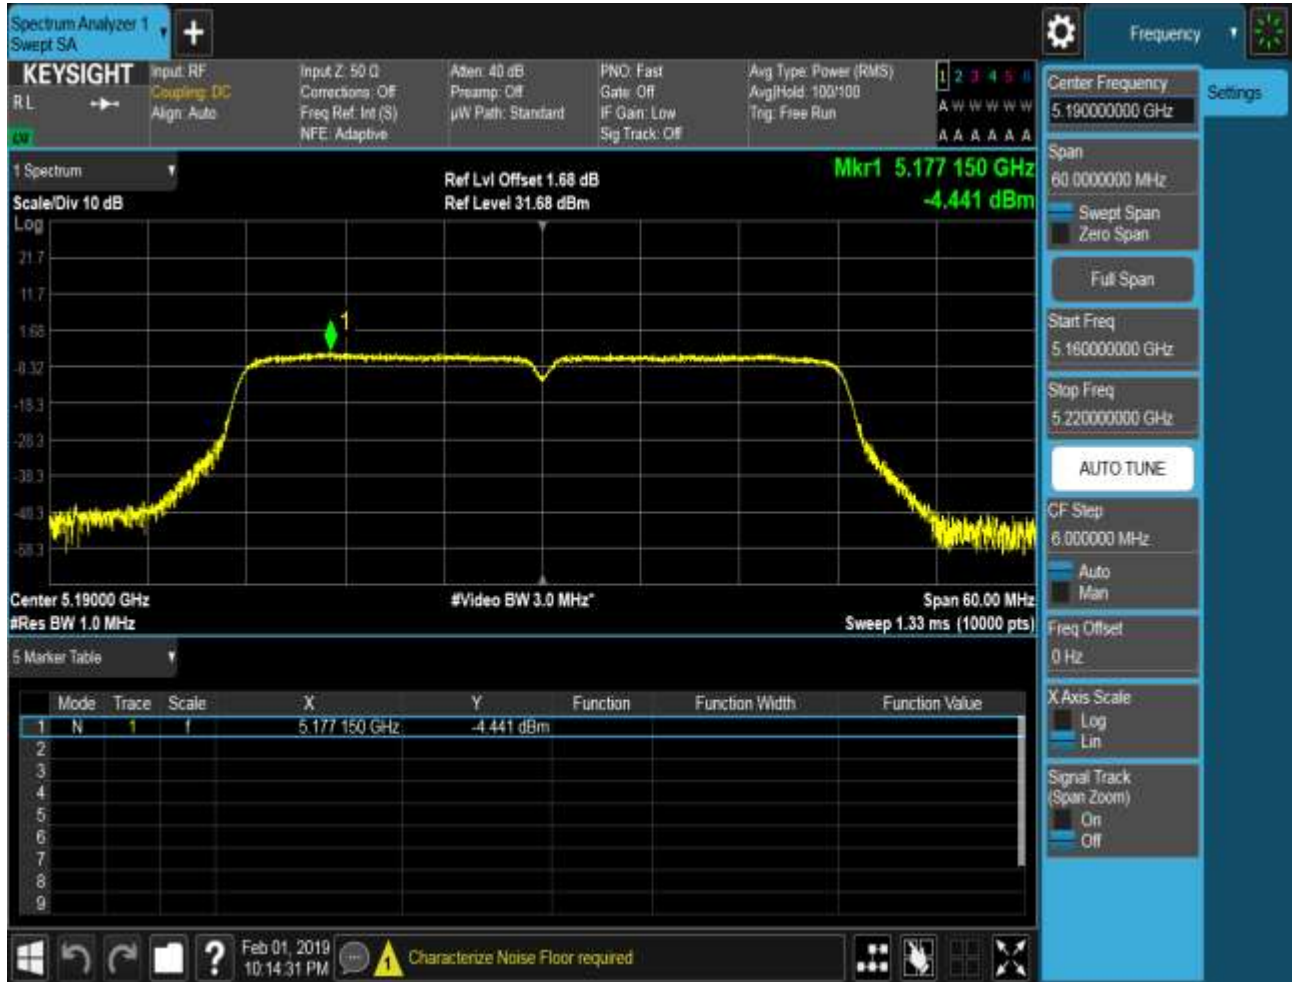 Spectrum Analyzer 1
Swept SA
+
Frequency
KEYSIGHT
RL
Input: RF
Coupling: DC
Align: Auto
Input Z: 50 Ω
Corrections: Off
Freq Ref: Int (S)
NFE: Adaptive
Atten: 40 dB
Preamp: Off
µW Path: Standard
PNO: Fast
Gate: Off
IF Gain: Low
Sig Track: Off
Avg Type: Power (RMS)
Avg|Hold: 100/100
Trig: Free Run
1 2 3 4 5 6
A W W W W W
A A A A A A
1 Spectrum
Scale/Div 10 dB
Ref Lvl Offset 1.68 dB
Ref Level 31.68 dBm
Mkr1 5.177 150 GHz
-4.441 dBm
Log
21.7
11.7
1.68
-8.32
-18.3
-28.3
-38.3
-48.3
-58.3
1
Center 5.19000 GHz
#Res BW 1.0 MHz
#Video BW 3.0 MHz*
Span 60.00 MHz
Sweep 1.33 ms (10000 pts)
5 Marker Table
Mode Trace Scale X Y Function Function Width Function Value
1 N 1 f 5.177 150 GHz -4.441 dBm
2
3
4
5
6
7
8
9
Feb 01, 2019
10:14:31 PM
1
Characterize Noise Floor required
?
Center Frequency
5.190000000 GHz
Settings
Span
60.0000000 MHz
Swept Span
Zero Span
Full Span
Start Freq
5.160000000 GHz
Stop Freq
5.220000000 GHz
AUTO TUNE
CF Step
6.000000 MHz
Auto
Man
Freq Offset
0 Hz
X Axis Scale
Log
Lin
Signal Track
(Span Zoom)
On
Off